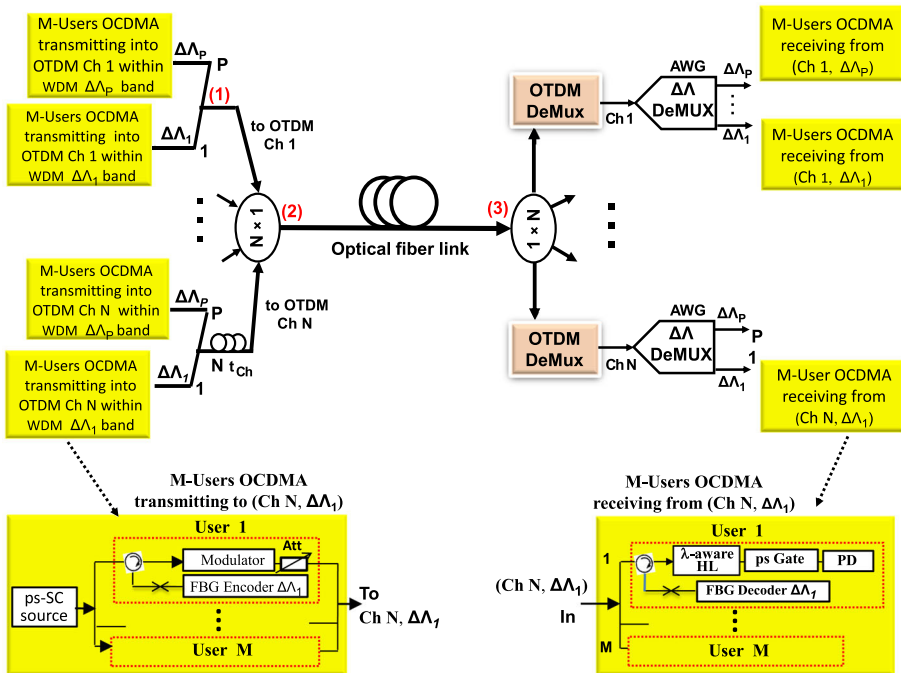 M-Users OCDMA
transmitting into
OTDM Ch 1 within
WDM ΔΛP band
ΔΛP
P
(1)
M-Users OCDMA
transmitting into
OTDM Ch 1 within
WDM ΔΛ1 band
ΔΛ1
1
to OTDM
Ch 1
N × 1
(2)
Optical fiber link
(3)
1 × N
M-Users OCDMA
transmitting into
OTDM Ch N within
WDM ΔΛP band
ΔΛP
P
M-Users OCDMA
transmitting into
OTDM Ch N within
WDM ΔΛ1 band
ΔΛ1
1
N tCh
to OTDM
Ch N
OTDM
DeMux
Ch 1
AWG
ΔΛ
DeMUX
ΔΛP
ΔΛ1
M-Users OCDMA
receiving from
(Ch 1, ΔΛP)
M-Users OCDMA
receiving from
(Ch 1, ΔΛ1)
OTDM
DeMux
Ch N
AWG
ΔΛ
DeMUX
ΔΛP
P
1
ΔΛ1
M-User OCDMA
receiving from
(Ch N, ΔΛ1)
M-Users OCDMA
transmitting to (Ch N, ΔΛ1)
User 1
ps-SC
source
Modulator
Att
FBG Encoder ΔΛ1
User M
To
Ch N, ΔΛ1
M-Users OCDMA
receiving from (Ch N, ΔΛ1)
User 1
(Ch N, ΔΛ1)
In
1
λ-aware
HL
ps Gate
PD
FBG Decoder ΔΛ1
M
User M